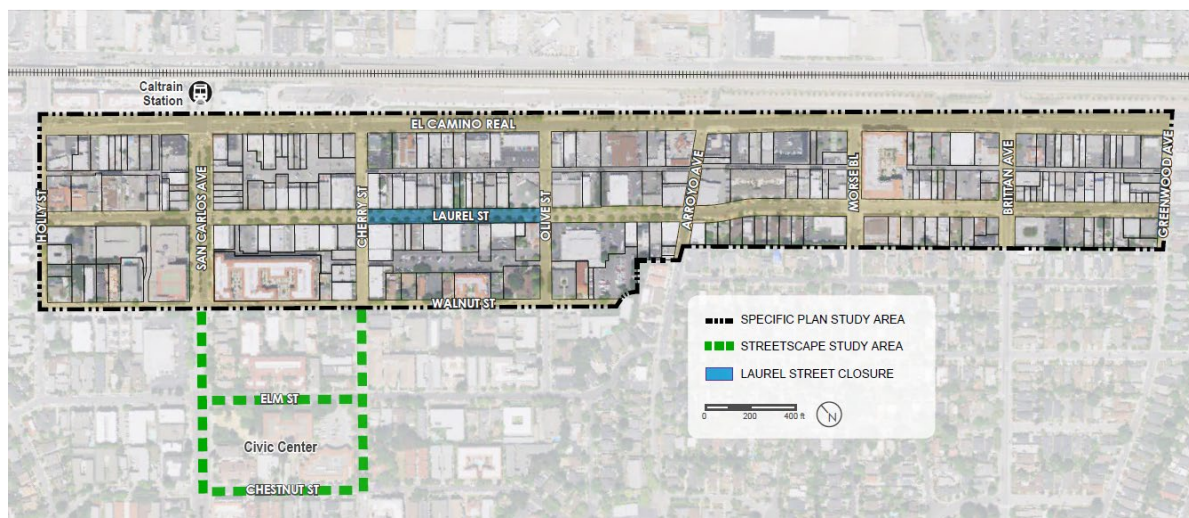 Caltrain
Station
EL CAMINO REAL
HOLLY ST
SAN CARLOS AVE
CHERRY ST
LAUREL ST
OLIVE ST
ARROYO AVE
MORSE BL
BRITTAN AVE
GREENWOOD AVE
WALNUT ST
ELM ST
Civic Center
CHESTNUT ST
SPECIFIC PLAN STUDY AREA
STREETSCAPE STUDY AREA
LAUREL STREET CLOSURE
0 200 400 ft
N